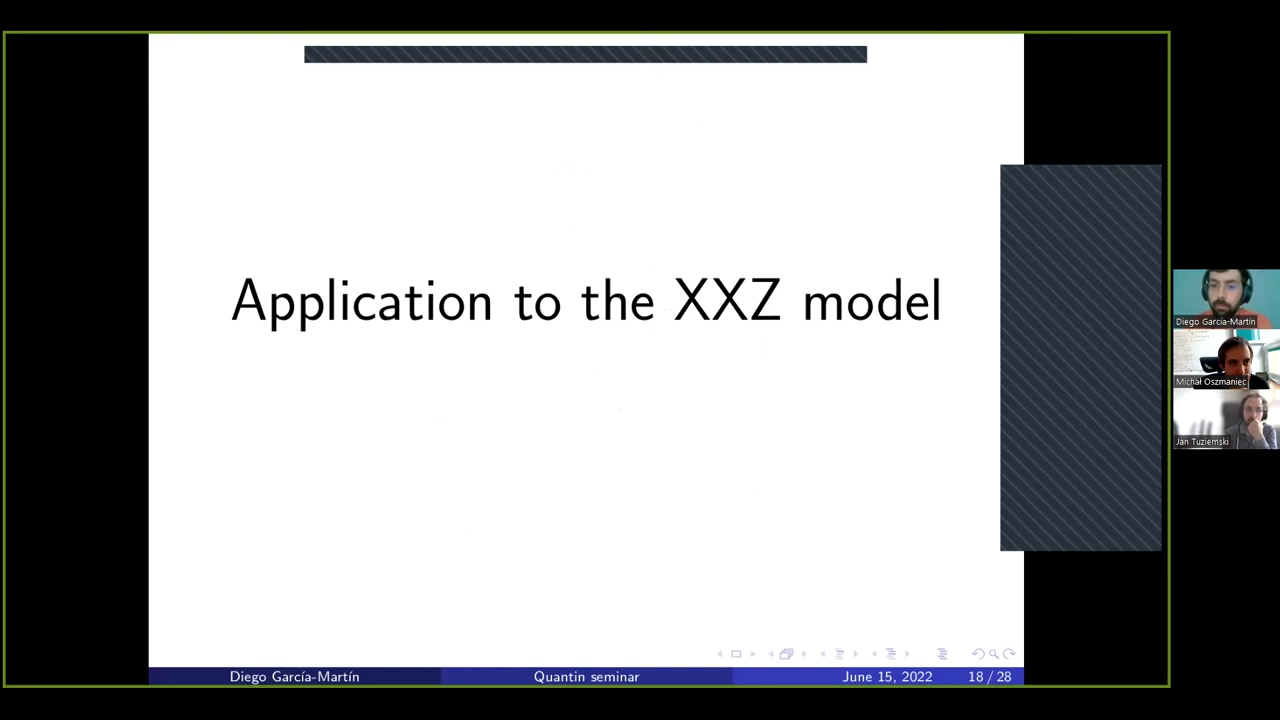 Application to the XXZ model
Diego García-Martín
Michał Oszmaniec
Jan Tuziemski
Diego García-Martín Quantin seminar June 15, 2022 18 / 28